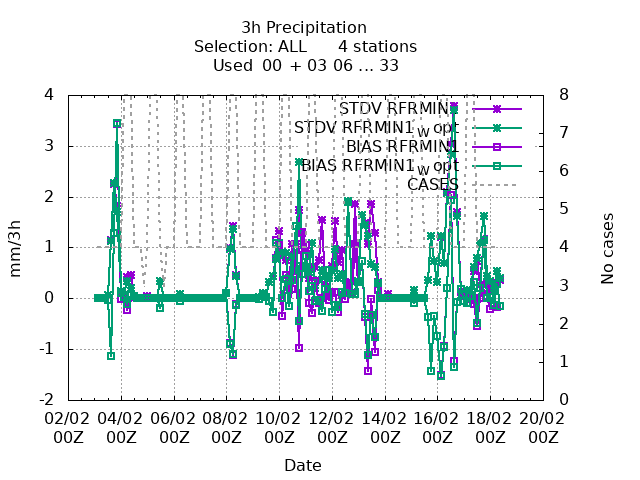 3h Precipitation
Selection: ALL      4 stations
Used  00 + 03 06 ... 33
STDV RFRMIN1
STDV RFRMIN1_W opt
BIAS RFRMIN1
BIAS RFRMIN1_W opt
CASES
mm/3h
4
3
2
1
0
-1
-2
No cases
8
7
6
5
4
3
2
1
0
02/02 04/02 06/02 08/02 10/02 12/02 14/02 16/02 18/02 20/02
00Z 00Z 00Z 00Z 00Z 00Z 00Z 00Z 00Z 00Z
Date